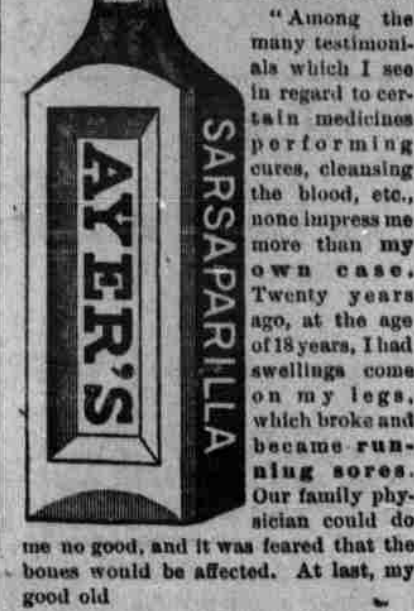 AYER'S
SARSAPARILLA
"Among the
many testimoni-
als which I see
in regard to cer-
tain medicines
performing
cures, cleansing
the blood, etc.,
none impress me
more than my
own case.
Twenty years
ago, at the age
of 18 years, I had
swellings come
on my legs,
which broke and
became run-
ning sores.
Our family phy-
sician could do
me no good, and it was feared that the
bones would be affected. At last, my
good old